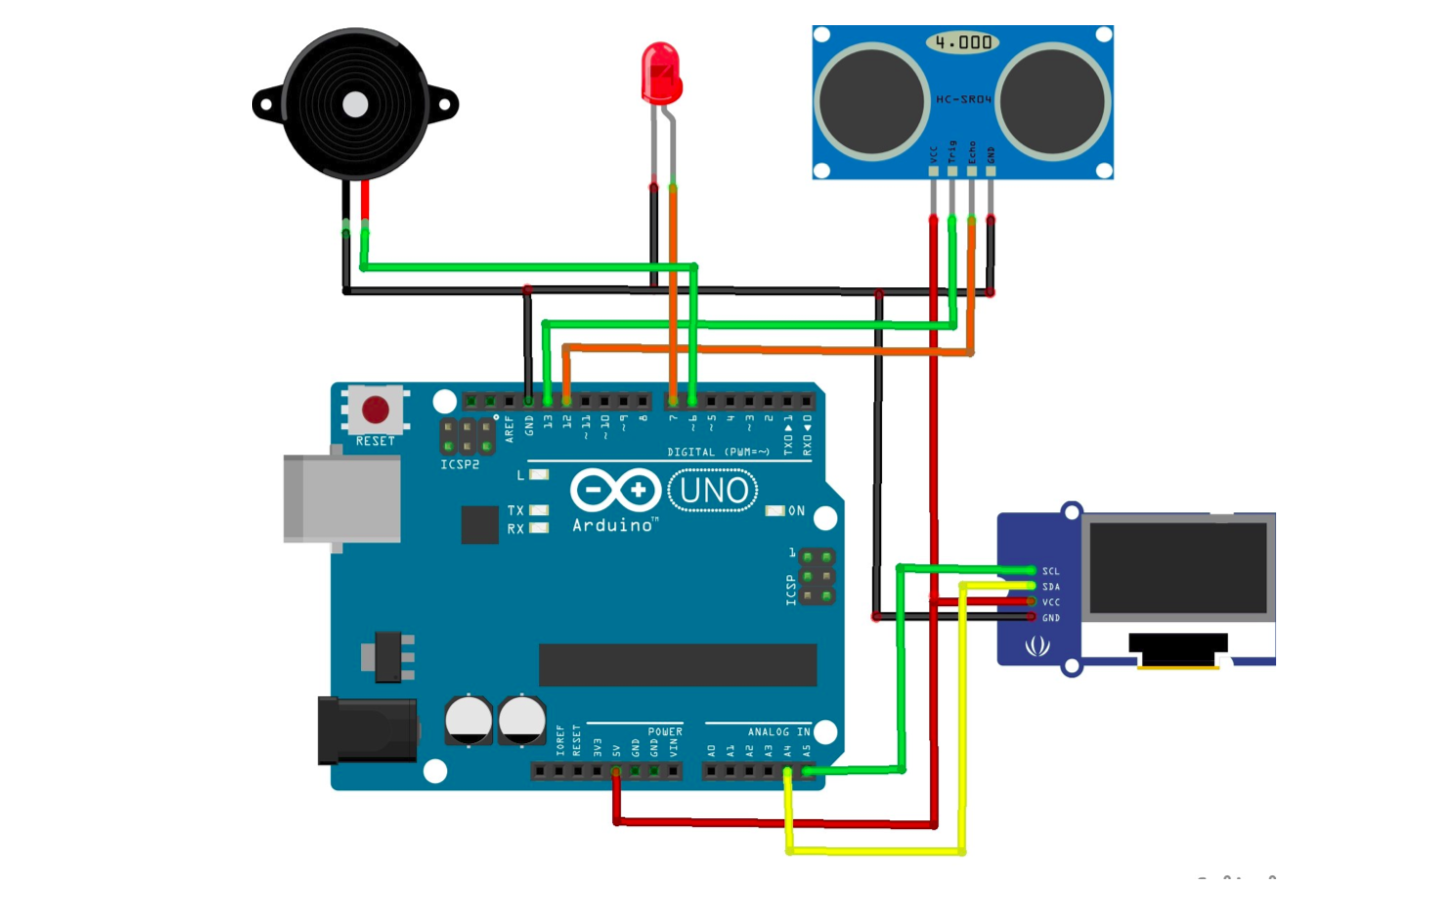 4.000
HC-SR04
VCC
Trig
Echo
GND
RESET
ICSP2
AREF
GND
13
12
~11
~10
~9
8
7
~6
~5
4
~3
2
TX0 ▶ 1
RX0 ◀ 0
DIGITAL (PWM=~)
L
TX
RX
UNO
Arduino™
ON
1
ICSP
SCL
SDA
VCC
GND
IOREF
RESET
3V3
5V
GND
GND
VIN
POWER
ANALOG IN
A0
A1
A2
A3
A4
A5